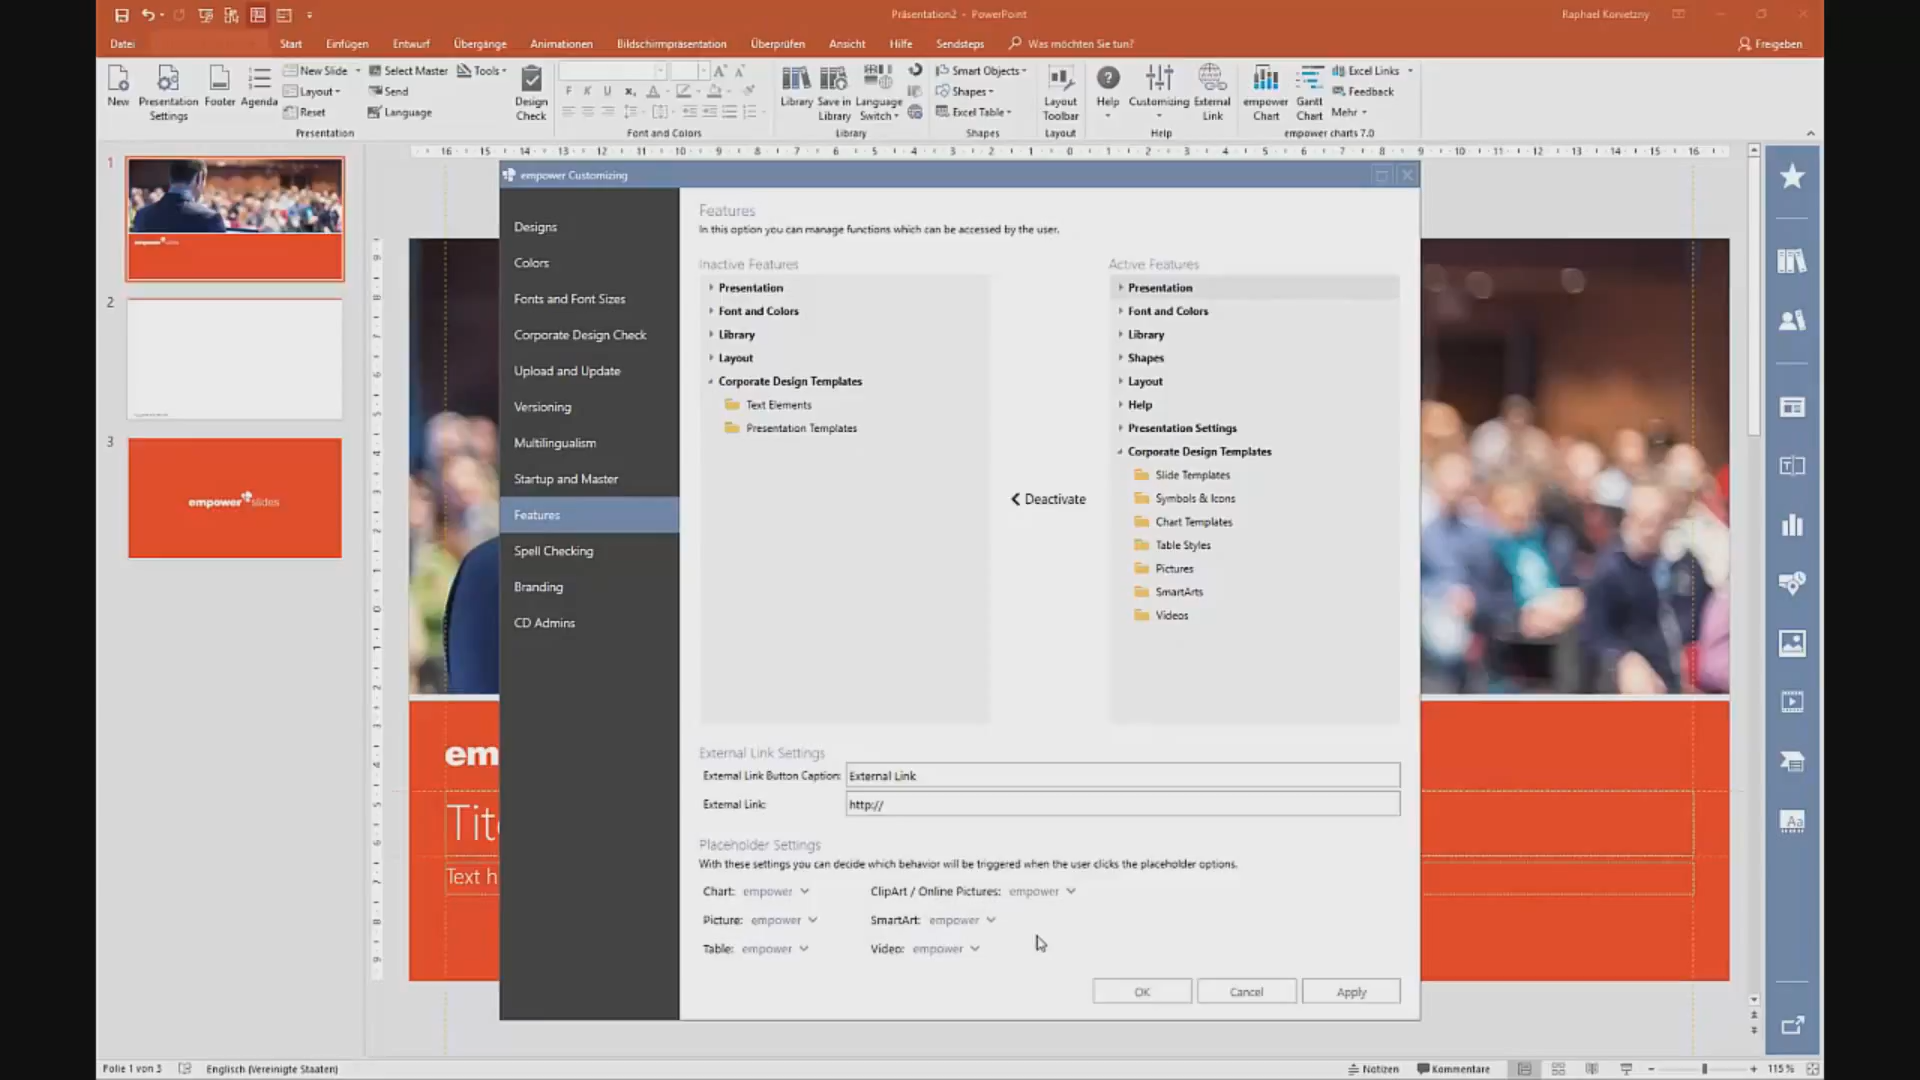 Präsentation2 - PowerPoint
Raphael Konietzny
Datei
Start
Einfügen
Entwurf
Übergänge
Animationen
Bildschirmpräsentation
Überprüfen
Ansicht
Hilfe
Sendsteps
Was möchten Sie tun?
Freigeben
New
Presentation Settings
Footer
Agenda
New Slide
Layout
Reset
Select Master
Send
Language
Tools
Design Check
Library
Save in Library
Language Switch
Smart Objects
Shapes
Excel Table
Layout Toolbar
Help
Customizing
External Link
empower Chart
Gantt Chart
Excel Links
Feedback
Mehr
Presentation
Font and Colors
Library
Shapes
Layout
Help
empower charts 7.0
1
2
3
empower slides
empower Customizing
Designs
Colors
Fonts and Font Sizes
Corporate Design Check
Upload and Update
Versioning
Multilingualism
Startup and Master
Features
Spell Checking
Branding
CD Admins
Features
In this option you can manage functions which can be accessed by the user.
Inactive Features
Presentation
Font and Colors
Library
Layout
Corporate Design Templates
Text Elements
Presentation Templates
< Deactivate
Active Features
Presentation
Font and Colors
Library
Shapes
Layout
Help
Presentation Settings
Corporate Design Templates
Slide Templates
Symbols & Icons
Chart Templates
Table Styles
Pictures
SmartArts
Videos
External Link Settings
External Link Button Caption: External Link
External Link: http://
Placeholder Settings
With these settings you can decide which behavior will be triggered when the user clicks the placeholder options.
Chart: empower
ClipArt / Online Pictures: empower
Picture: empower
SmartArt: empower
Table: empower
Video: empower
OK
Cancel
Apply
em
Tit
Text h
Polie 1 von 3
Englisch (Vereinigte Staaten)
Notizen
Kommentare
115 %